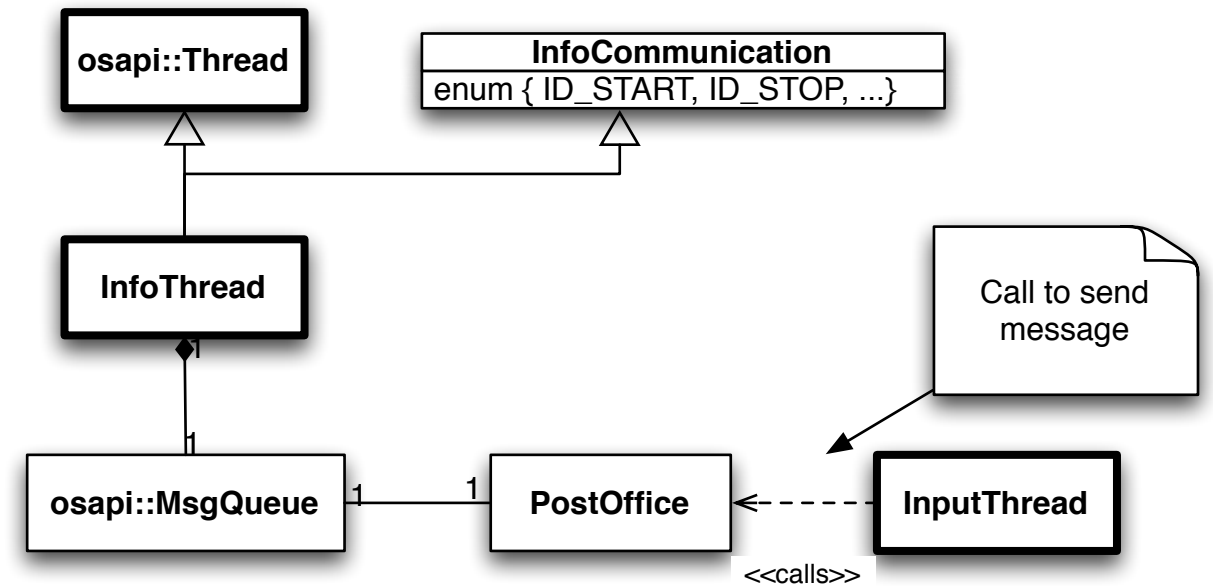 osapi::Thread
InfoCommunication
enum { ID_START, ID_STOP, ...}
InfoThread
Call to send
message
1
1
osapi::MsgQueue
1
1
PostOffice
InputThread
<<calls>>